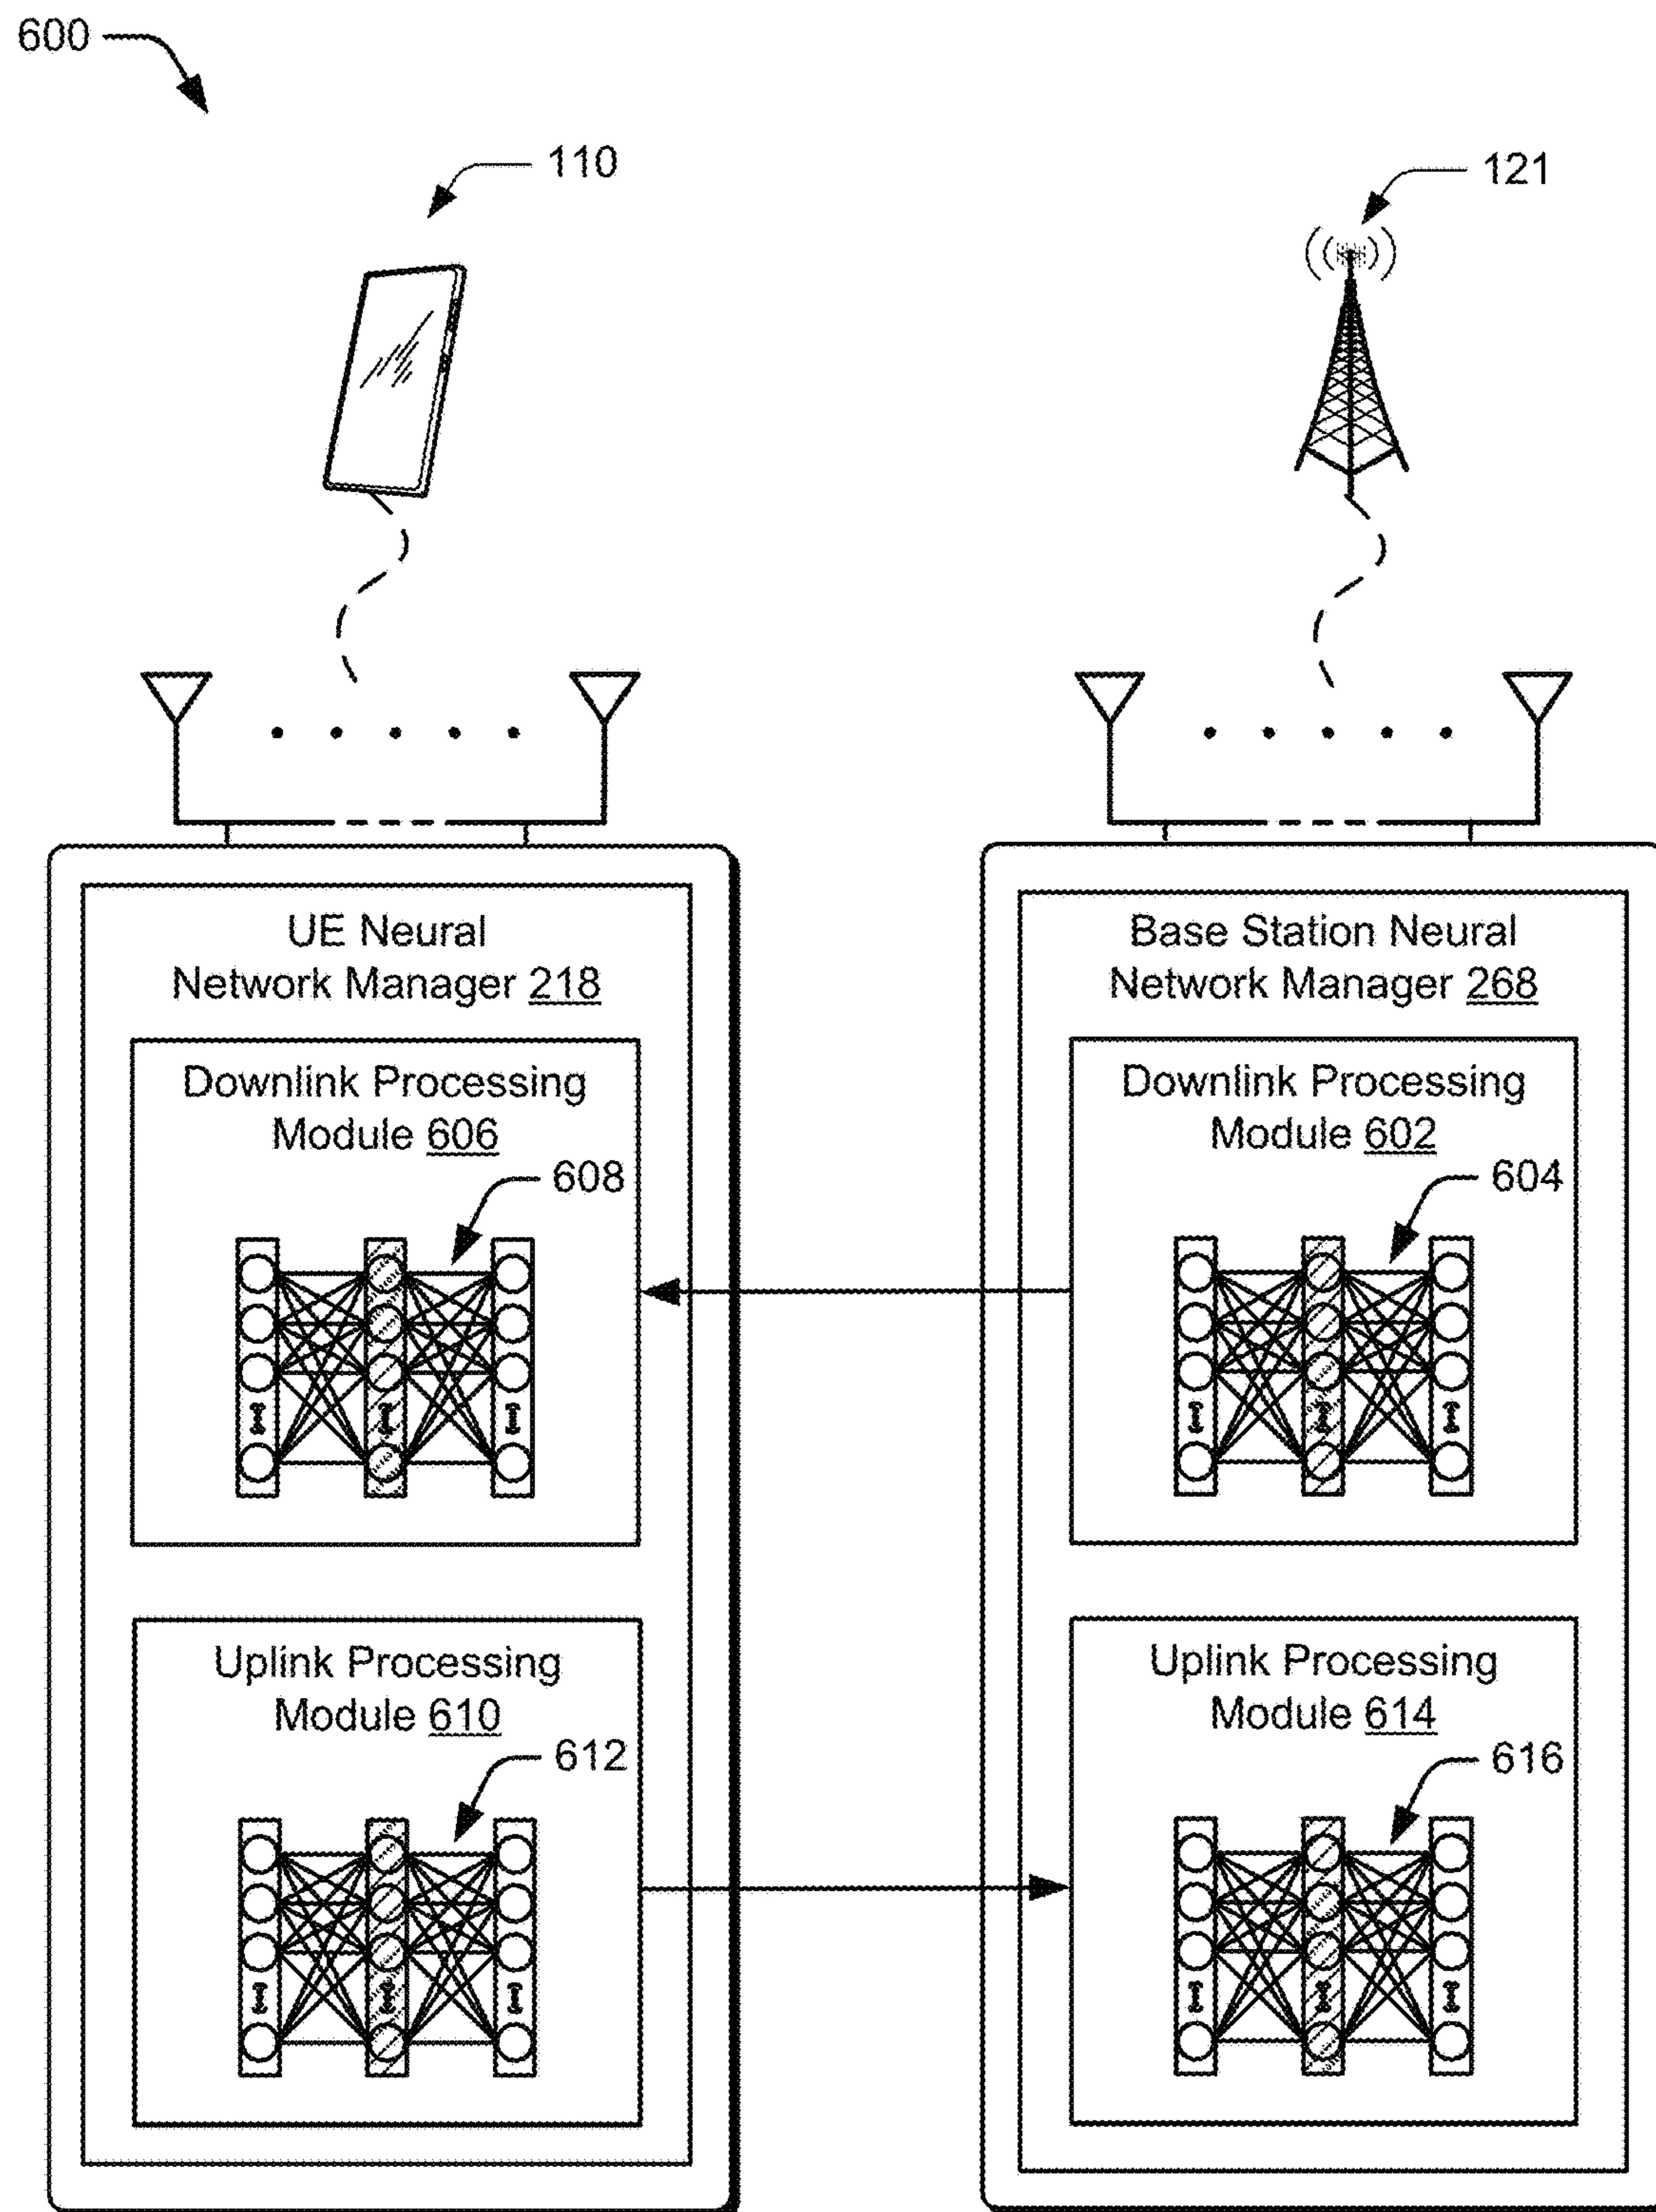 600
110
121
UE Neural
Network Manager 218
Base Station Neural
Network Manager 268
Downlink Processing
Module 606
608
Downlink Processing
Module 602
604
Uplink Processing
Module 610
612
Uplink Processing
Module 614
616